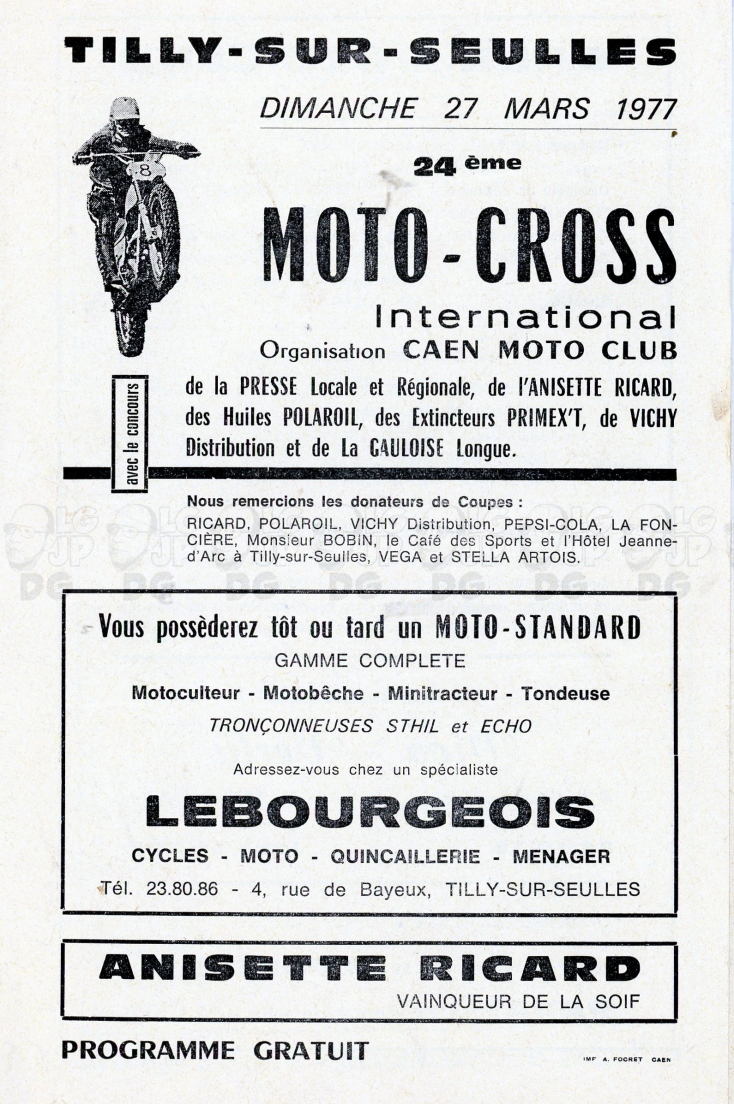 TILLY-SUR-SEULLES
DIMANCHE 27 MARS 1977
24 ème
8
MOTO-CROSS
International
Organisation CAEN MOTO CLUB
avec le concours
de la PRESSE Locale et Régionale, de l'ANISETTE RICARD,
des Huiles POLAROIL, des Extincteurs PRIMEX'T, de VICHY
Distribution et de La GAULOISE Longue.
Nous remercions les donateurs de Coupes :
RICARD, POLAROIL, VICHY Distribution, PEPSI-COLA, LA FON-
CIÈRE, Monsieur BOBIN, le Café des Sports et l'Hôtel Jeanne-
d'Arc à Tilly-sur-Seulles, VEGA et STELLA ARTOIS.
LG JP DG
Vous possèderez tôt ou tard un MOTO-STANDARD
GAMME COMPLETE
Motoculteur - Motobêche - Minitracteur - Tondeuse
TRONÇONNEUSES STHIL et ECHO
Adressez-vous chez un spécialiste
LEBOURGEOIS
CYCLES - MOTO - QUINCAILLERIE - MENAGER
Tél. 23.80.86 - 4, rue de Bayeux, TILLY-SUR-SEULLES
ANISETTE RICARD
VAINQUEUR DE LA SOIF
PROGRAMME GRATUIT
IMP A. FOCRET CAEN